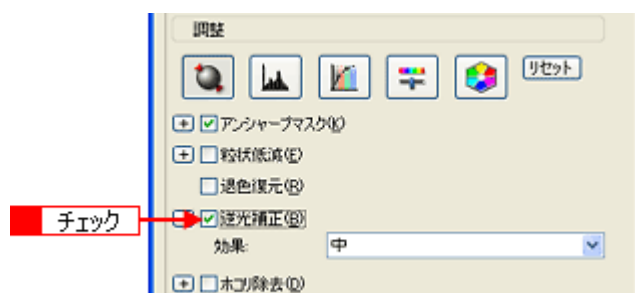 調整
リセット
アンシャープマスク(K)
粒状低減(E)
退色復元(R)
チェック
逆光補正(B)
効果: 中
ホコリ除去(D)